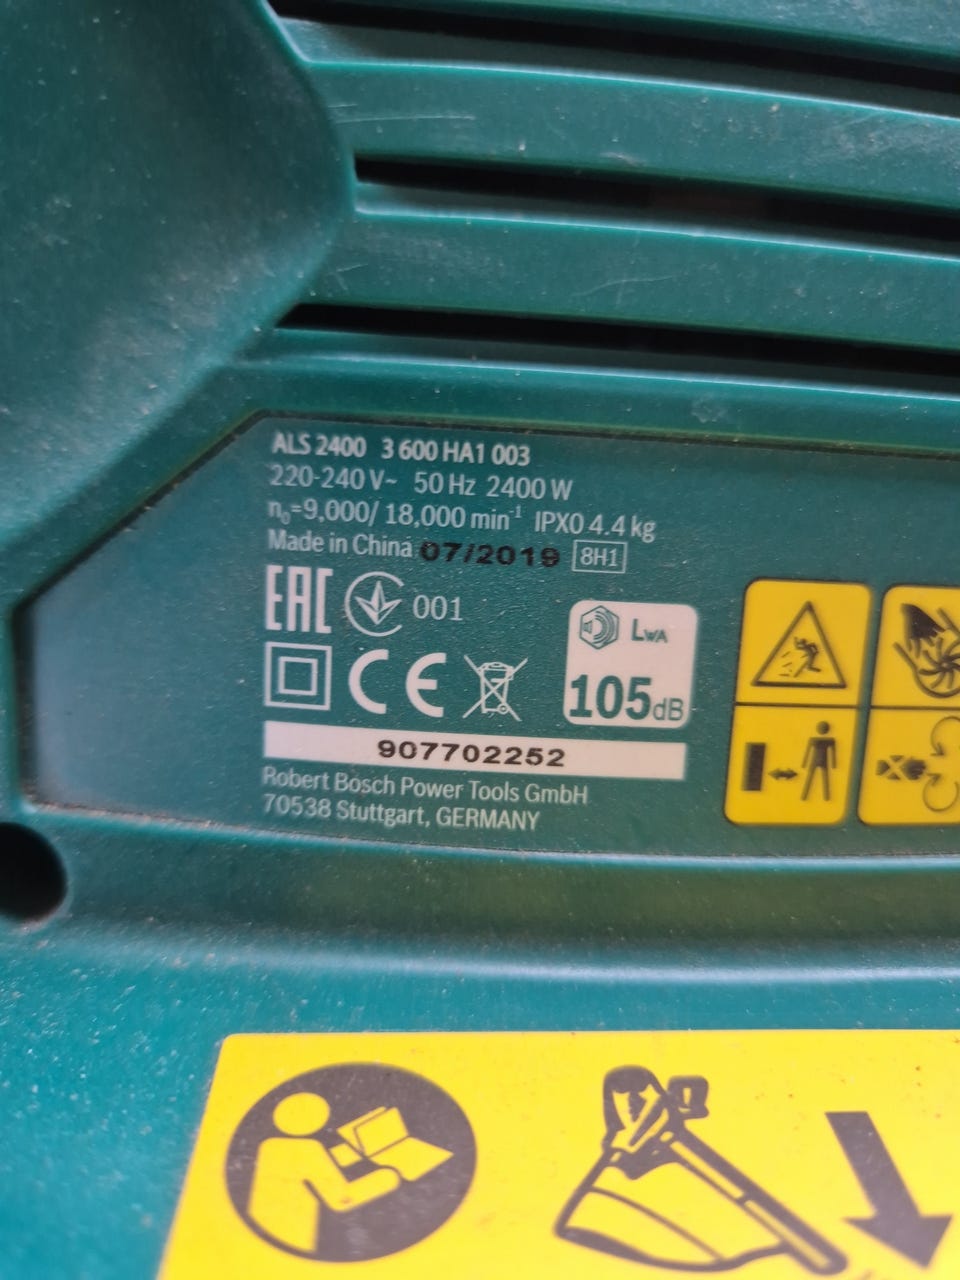 ALS 2400 3 600 HA1 003
220-240 V~ 50 Hz 2400 W
n₀=9,000/ 18,000 min⁻¹ IPX0 4.4 kg
Made in China 07/2019 8H1
EAC 001
LWA
CE
105dB
907702252
Robert Bosch Power Tools GmbH
70538 Stuttgart, GERMANY